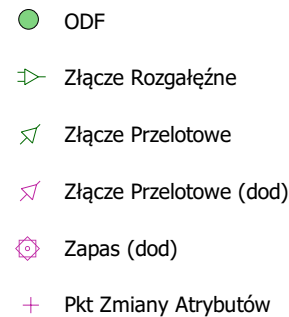 ODF
Złącze Rozgałęźne
Złącze Przelotowe
Złącze Przelotowe (dod)
Zapas (dod)
Pkt Zmiany Atrybutów